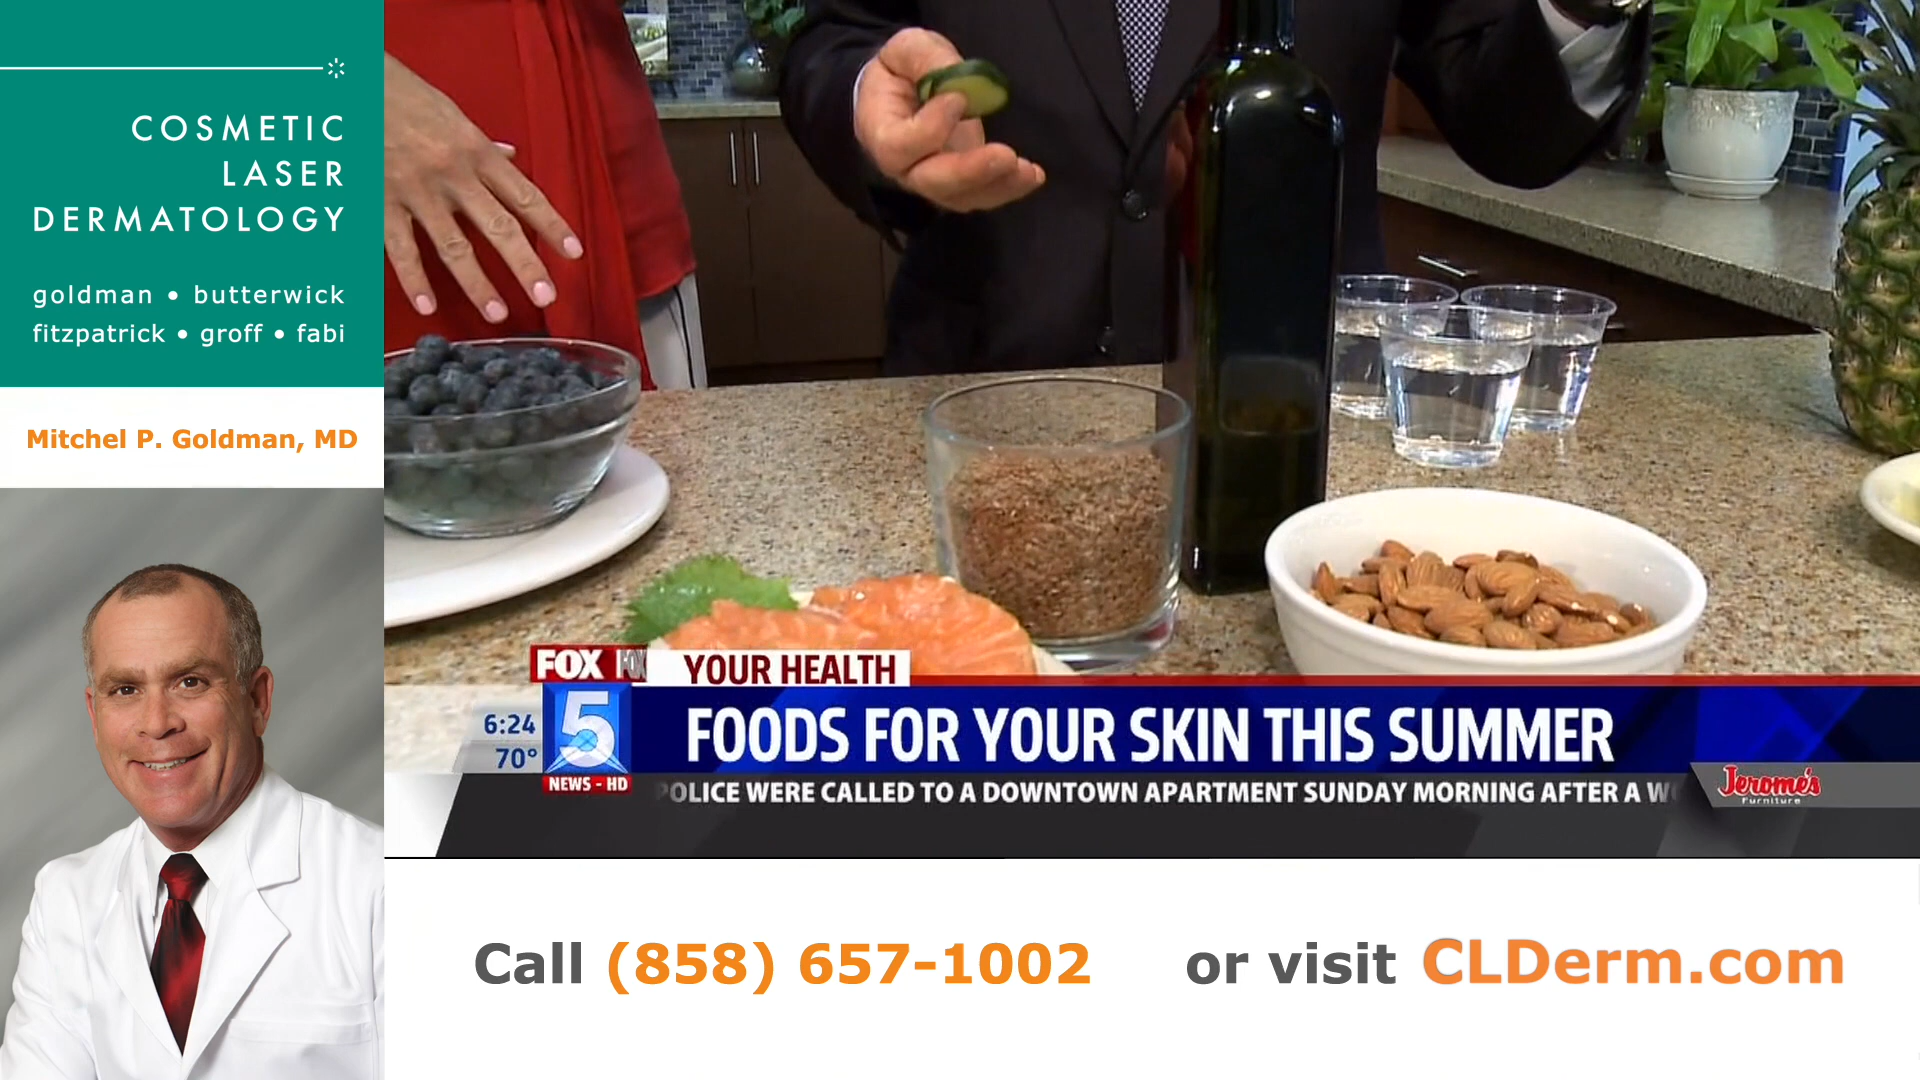 COSMETIC
LASER
DERMATOLOGY
goldman • butterwick
fitzpatrick • groff • fabi
Mitchel P. Goldman, MD
FOX FOX
YOUR HEALTH
6:24
70°
5
NEWS - HD
FOODS FOR YOUR SKIN THIS SUMMER
POLICE WERE CALLED TO A DOWNTOWN APARTMENT SUNDAY MORNING AFTER A
Jerome's
Furniture
Call (858) 657-1002 or visit CLDerm.com